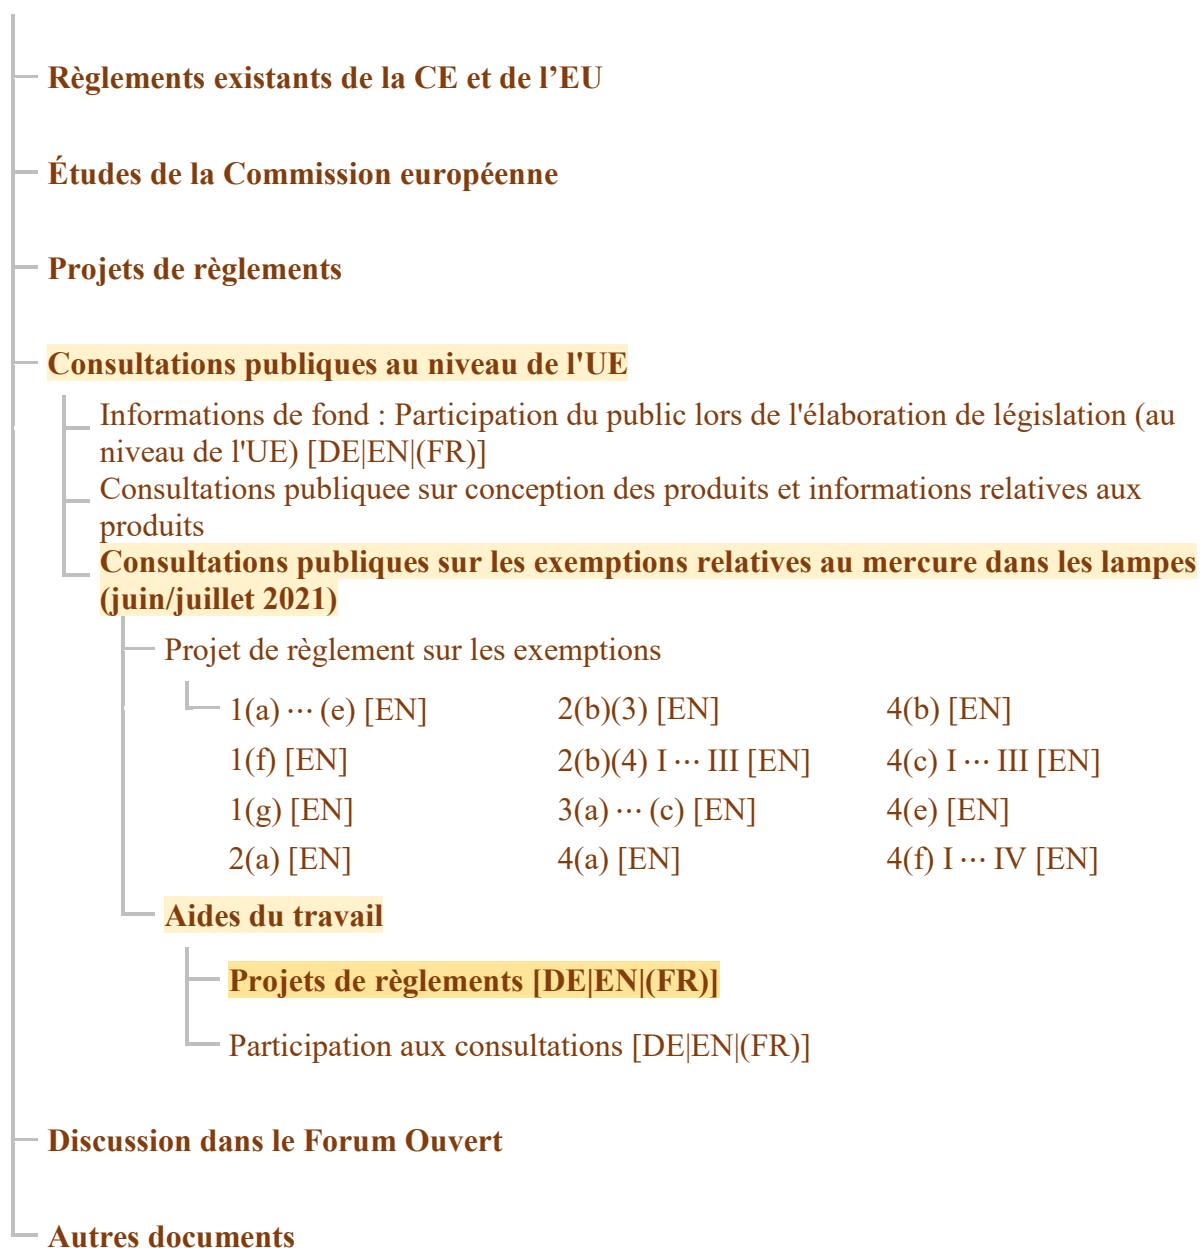 Règlements existants de la CE et de l’EU
Études de la Commission européenne
Projets de règlements
Consultations publiques au niveau de l'UE
Informations de fond : Participation du public lors de l'élaboration de législation (au
niveau de l'UE) [DE|EN|(FR)]
Consultations publiquee sur conception des produits et informations relatives aux
produits
Consultations publiques sur les exemptions relatives au mercure dans les lampes
(juin/juillet 2021)
Projet de règlement sur les exemptions
1(a) ··· (e) [EN] 2(b)(3) [EN] 4(b) [EN]
1(f) [EN] 2(b)(4) I ··· III [EN] 4(c) I ··· III [EN]
1(g) [EN] 3(a) ··· (c) [EN] 4(e) [EN]
2(a) [EN] 4(a) [EN] 4(f) I ··· IV [EN]
Aides du travail
Projets de règlements [DE|EN|(FR)]
Participation aux consultations [DE|EN|(FR)]
Discussion dans le Forum Ouvert
Autres documents